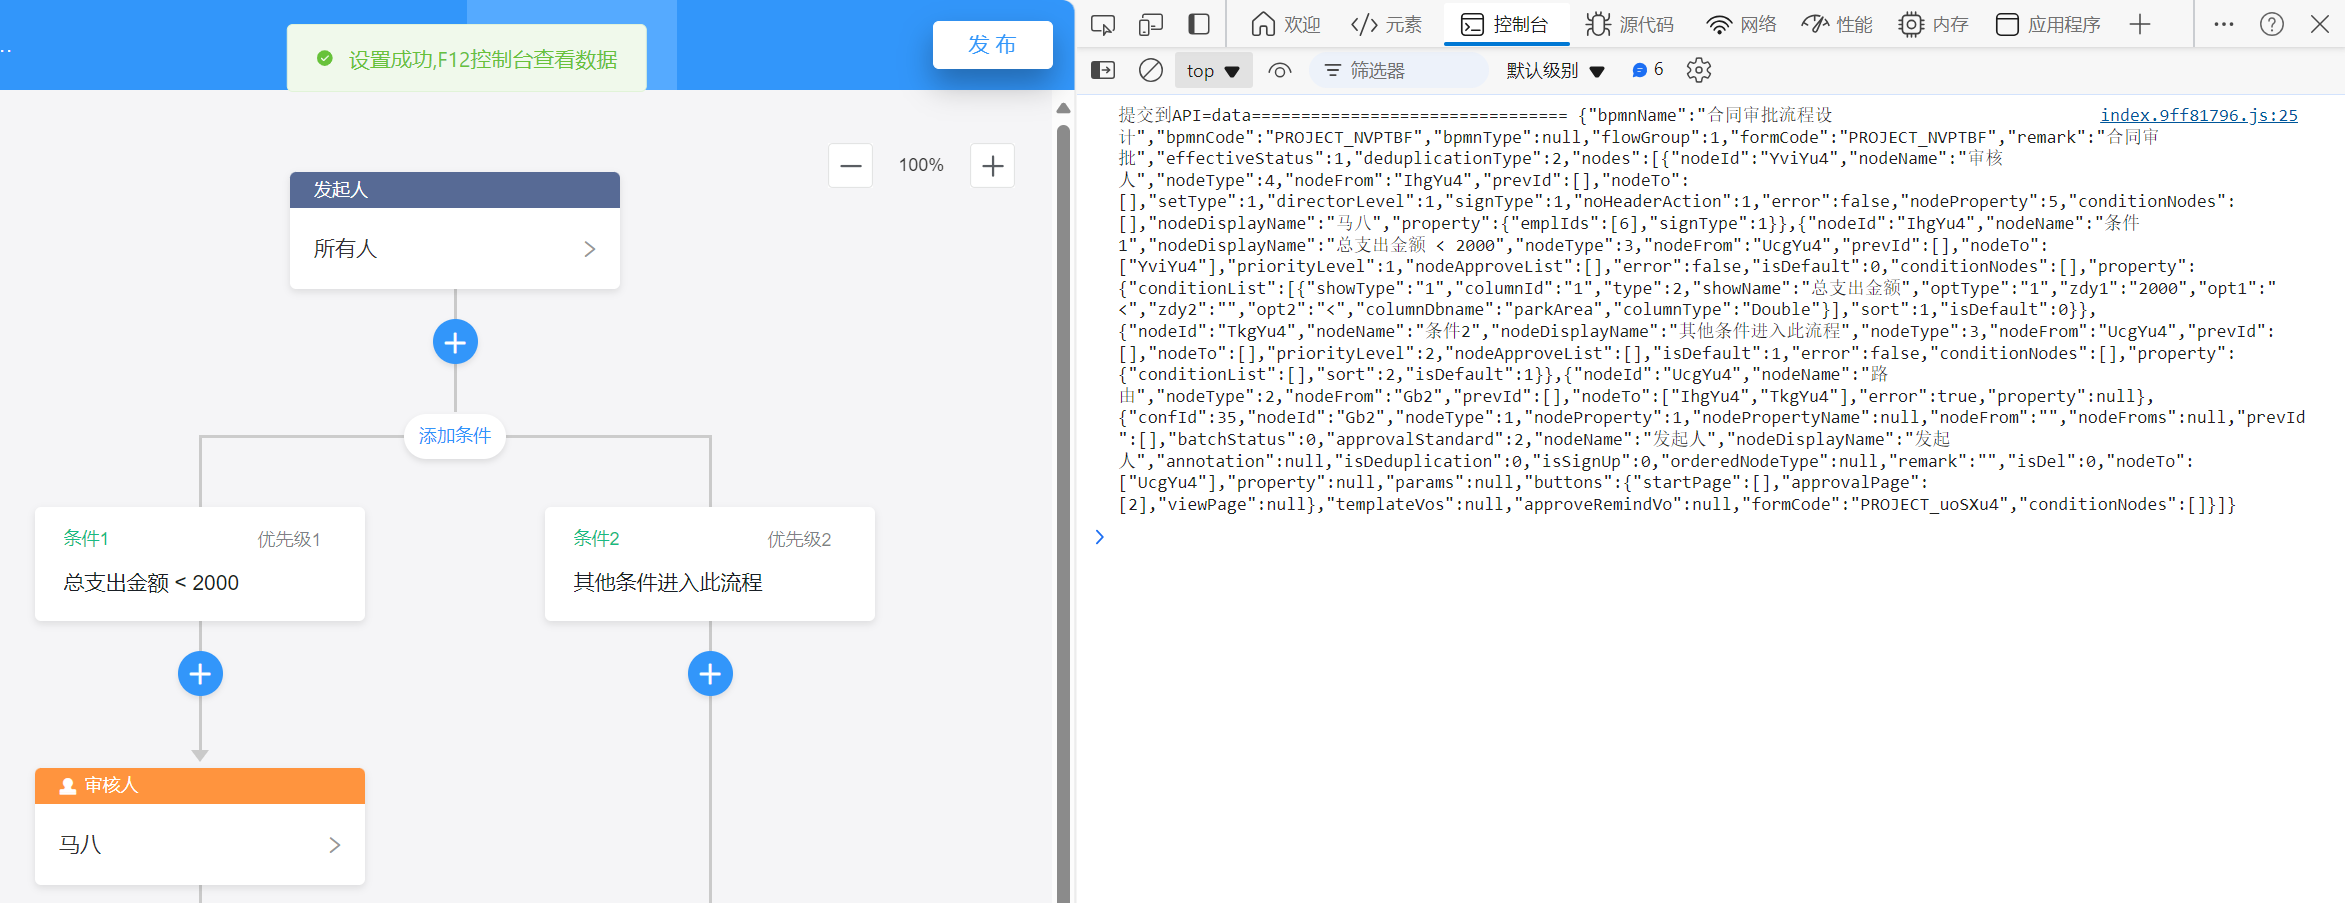 ..
设置成功,F12控制台查看数据
发 布
100%
发起人
所有人
添加条件
条件1
优先级1
总支出金额 < 2000
条件2
优先级2
其他条件进入此流程
审核人
马八
欢迎
元素
控制台
源代码
网络
性能
内存
应用程序
top
筛选器
默认级别
6
index.9ff81796.js:25
提交到API=data================================ {"bpmnName":"合同审批流程设
计","bpmnCode":"PROJECT_NVPTBF","bpmnType":null,"flowGroup":1,"formCode":"PROJECT_NVPTBF","remark":"合同审
批","effectiveStatus":1,"deduplicationType":2,"nodes":[{"nodeId":"YviYu4","nodeName":"审核
人","nodeType":4,"nodeFrom":"IhgYu4","prevId":[],"nodeTo":
[],"setType":1,"directorLevel":1,"signType":1,"noHeaderAction":1,"error":false,"nodeProperty":5,"conditionNodes":
[],"nodeDisplayName":"马八","property":{"emplIds":[6],"signType":1}},{"nodeId":"IhgYu4","nodeName":"条件
1","nodeDisplayName":"总支出金额 < 2000","nodeType":3,"nodeFrom":"UcgYu4","prevId":[],"nodeTo":
["YviYu4"],"priorityLevel":1,"nodeApproveList":[],"error":false,"isDefault":0,"conditionNodes":[],"property":
{"conditionList":[{"showType":"1","columnId":"1","type":2,"showName":"总支出金额","optType":"1","zdy1":"2000","opt1":"
<","zdy2":"","opt2":"<","columnDbname":"parkArea","columnType":"Double"}],"sort":1,"isDefault":0}},
{"nodeId":"TkgYu4","nodeName":"条件2","nodeDisplayName":"其他条件进入此流程","nodeType":3,"nodeFrom":"UcgYu4","prevId":
[],"nodeTo":[],"priorityLevel":2,"nodeApproveList":[],"isDefault":1,"error":false,"conditionNodes":[],"property":
{"conditionList":[],"sort":2,"isDefault":1}},{"nodeId":"UcgYu4","nodeName":"路
由","nodeType":2,"nodeFrom":"Gb2","prevId":[],"nodeTo":["IhgYu4","TkgYu4"],"error":true,"property":null},
{"confId":35,"nodeId":"Gb2","nodeType":1,"nodeProperty":1,"nodePropertyName":null,"nodeFrom":"","nodeFroms":null,"prevId
":[],"batchStatus":0,"approvalStandard":2,"nodeName":"发起人","nodeDisplayName":"发起
人","annotation":null,"isDeduplication":0,"isSignUp":0,"orderedNodeType":null,"remark":"","isDel":0,"nodeTo":
["UcgYu4"],"property":null,"params":null,"buttons":{"startPage":[],"approvalPage":
[2],"viewPage":null},"templateVos":null,"approveRemindVo":null,"formCode":"PROJECT_uoSXu4","conditionNodes":[]}]}